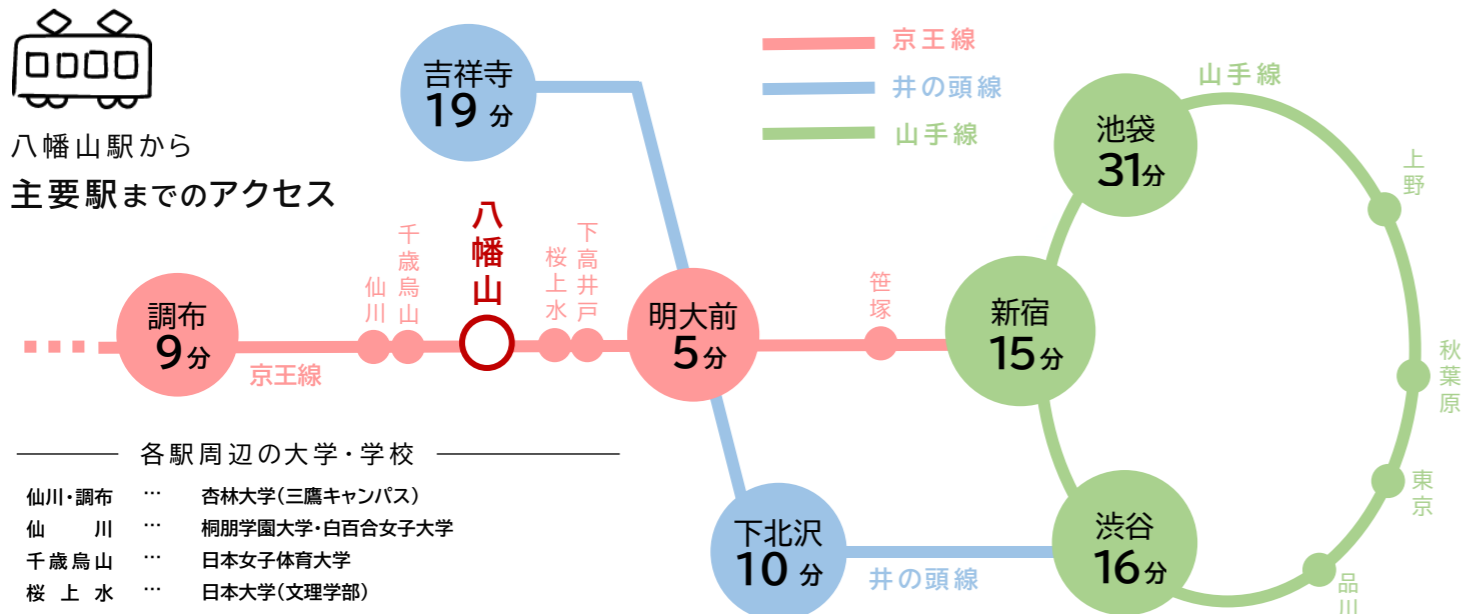 八幡山駅から
主要駅までのアクセス
京王線
井の頭線
山手線
山手線
吉祥寺
19 分
池袋
31分
上野
八幡山
千歳烏山
仙川
桜上水
下高井戸
笹塚
調布
9分
明大前
5分
新宿
15分
秋葉原
京王線
東京
下北沢
10 分
渋谷
16分
井の頭線
品川
各駅周辺の大学・学校
仙川・調布 … 杏林大学(三鷹キャンパス)
仙川 … 桐朋学園大学・白百合女子大学
千歳烏山 … 日本女子体育大学
桜上水 … 日本大学(文理学部)